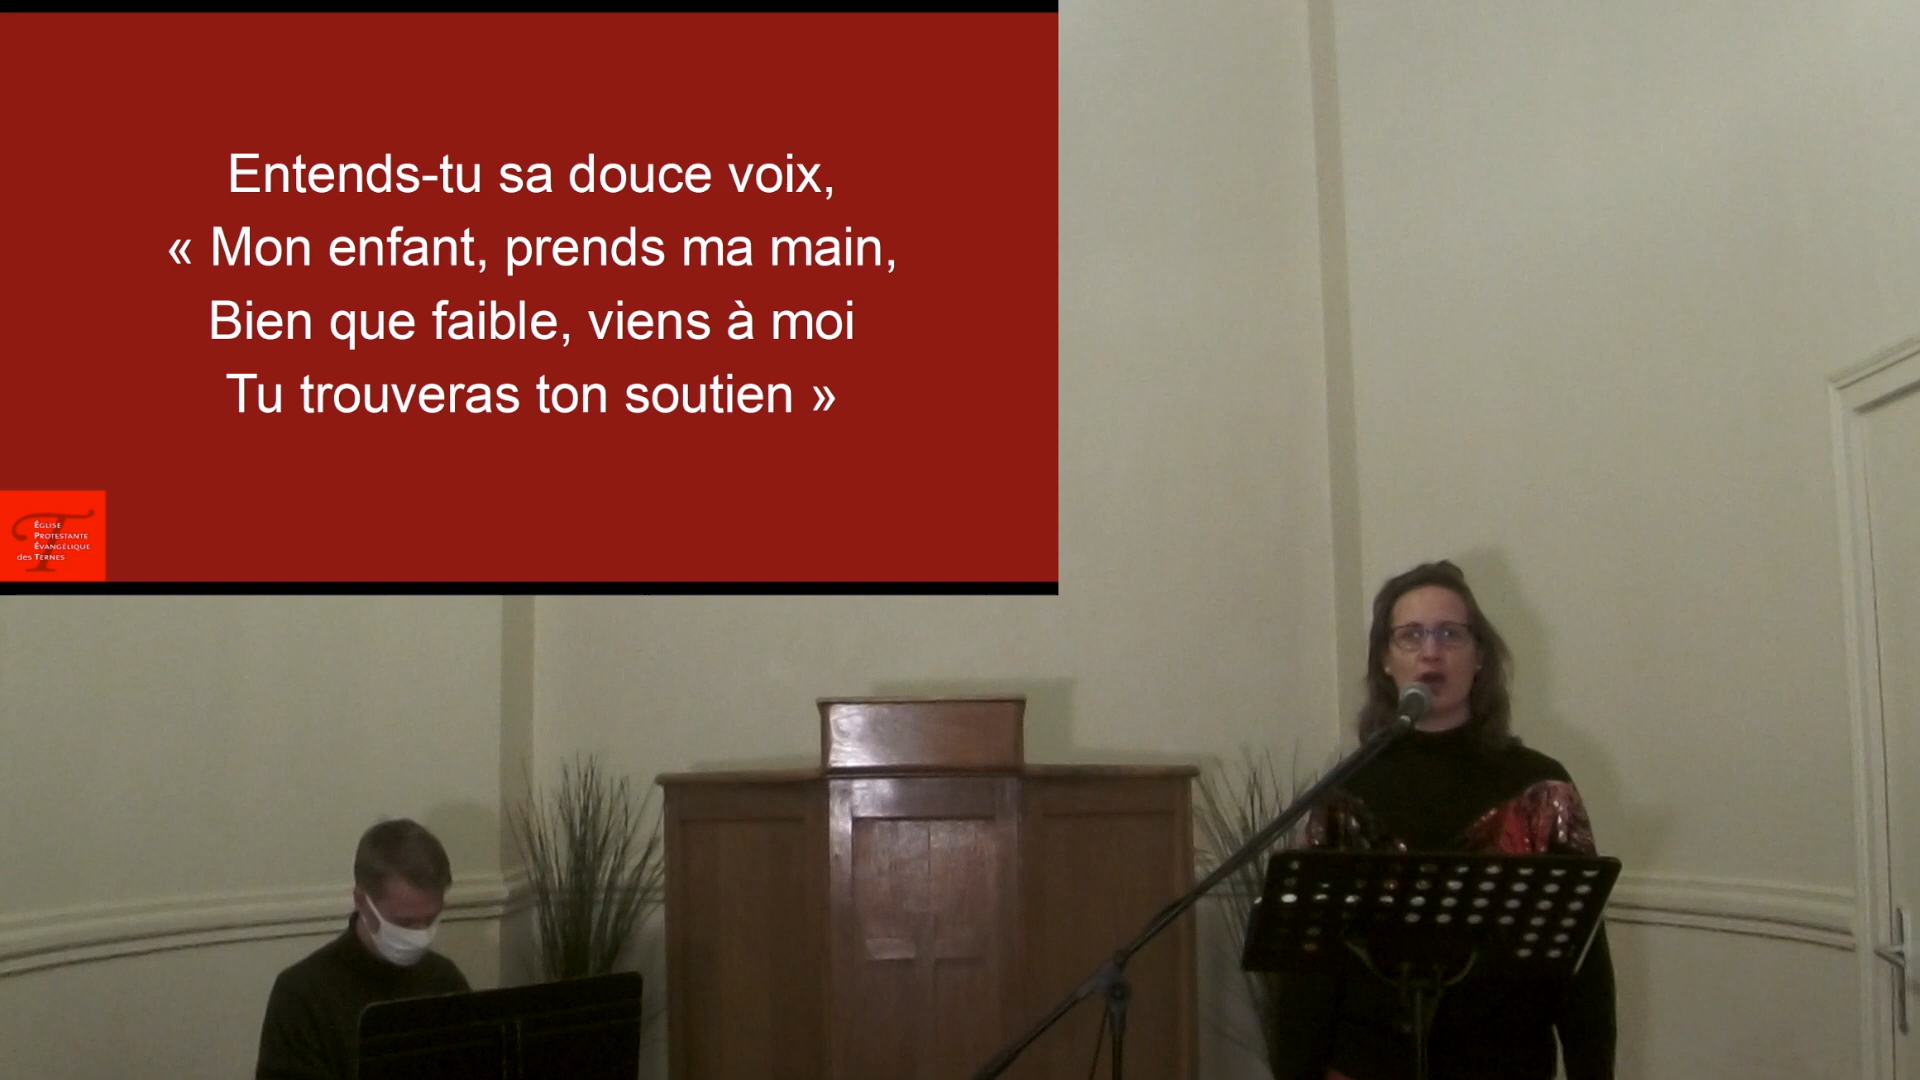 Entends-tu sa douce voix,
« Mon enfant, prends ma main,
Bien que faible, viens à moi
Tu trouveras ton soutien »
ÉGLISE
PROTESTANTE
ÉVANGÉLIQUE
des TERNES